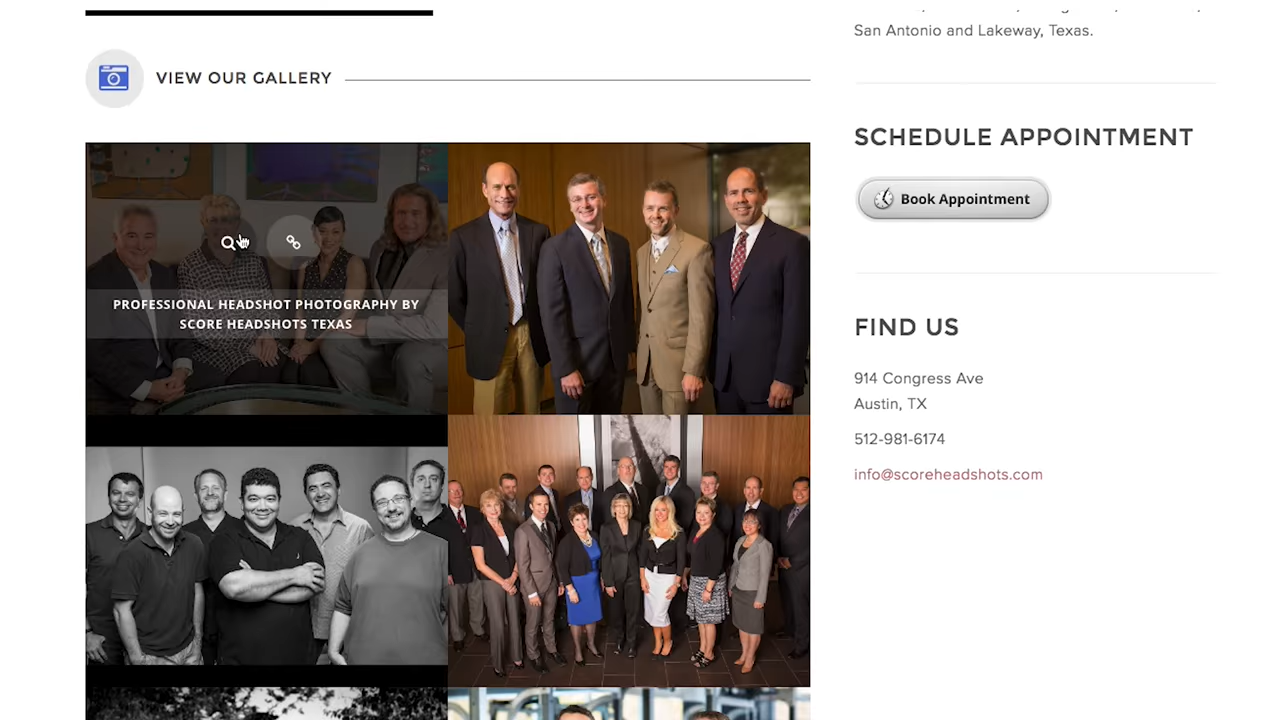 San Antonio and Lakeway, Texas.
VIEW OUR GALLERY
SCHEDULE APPOINTMENT
Book Appointment
PROFESSIONAL HEADSHOT PHOTOGRAPHY BY
SCORE HEADSHOTS TEXAS
FIND US
914 Congress Ave
Austin, TX
512-981-6174
info@scoreheadshots.com